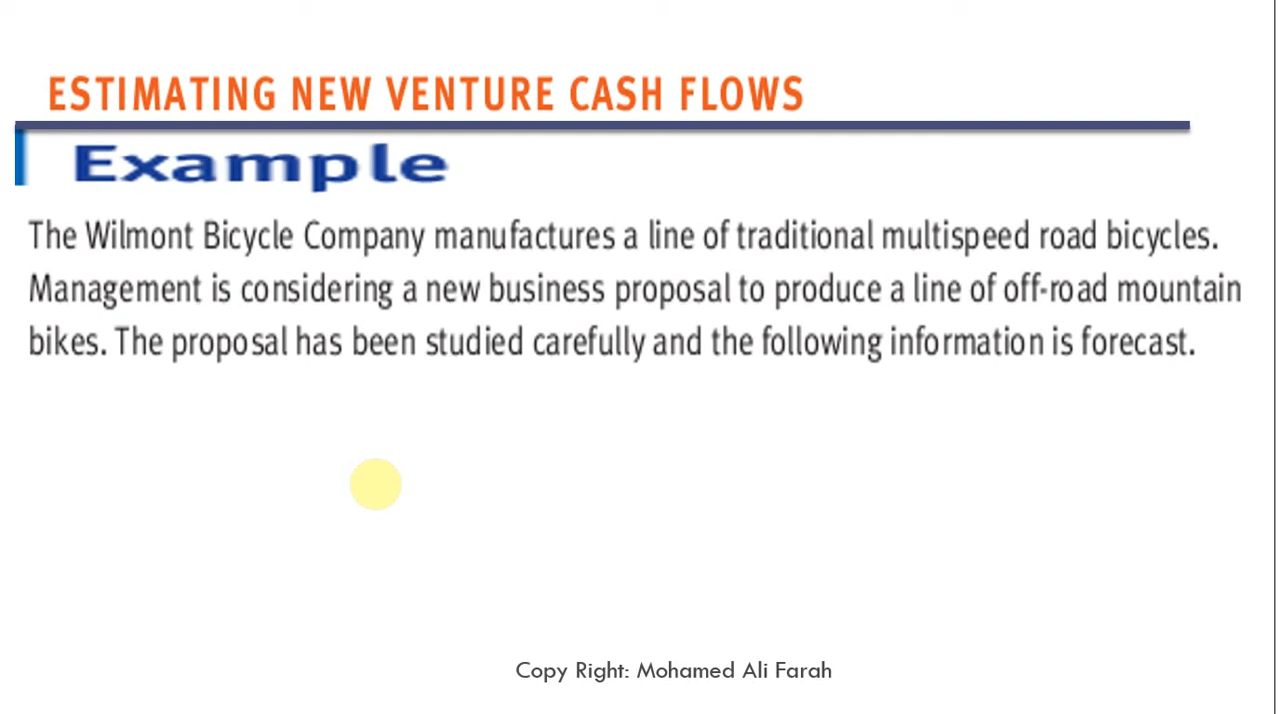 ESTIMATING NEW VENTURE CASH FLOWS
Example
The Wilmont Bicycle Company manufactures a line of traditional multispeed road bicycles.
Management is considering a new business proposal to produce a line of off-road mountain
bikes. The proposal has been studied carefully and the following information is forecast.
Copy Right: Mohamed Ali Farah